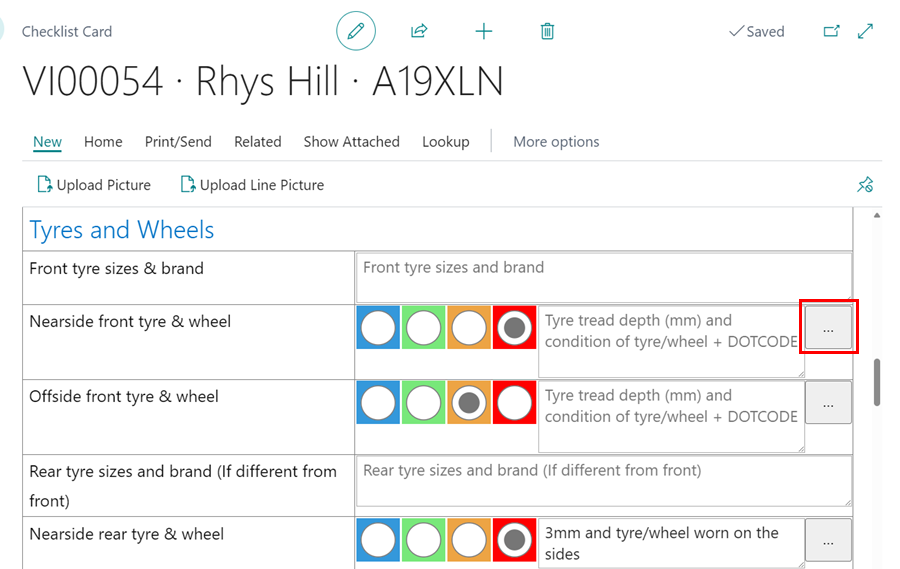 Checklist Card
Saved
VI00054 · Rhys Hill · A19XLN
New Home Print/Send Related Show Attached Lookup More options
Upload Picture Upload Line Picture
Tyres and Wheels
Front tyre sizes & brand
Front tyre sizes and brand
Nearside front tyre & wheel
Tyre tread depth (mm) and
condition of tyre/wheel + DOTCODE
...
Offside front tyre & wheel
Tyre tread depth (mm) and
condition of tyre/wheel + DOTCODE
...
Rear tyre sizes and brand (If different from
front)
Rear tyre sizes and brand (If different from front)
Nearside rear tyre & wheel
3mm and tyre/wheel worn on the
sides
...